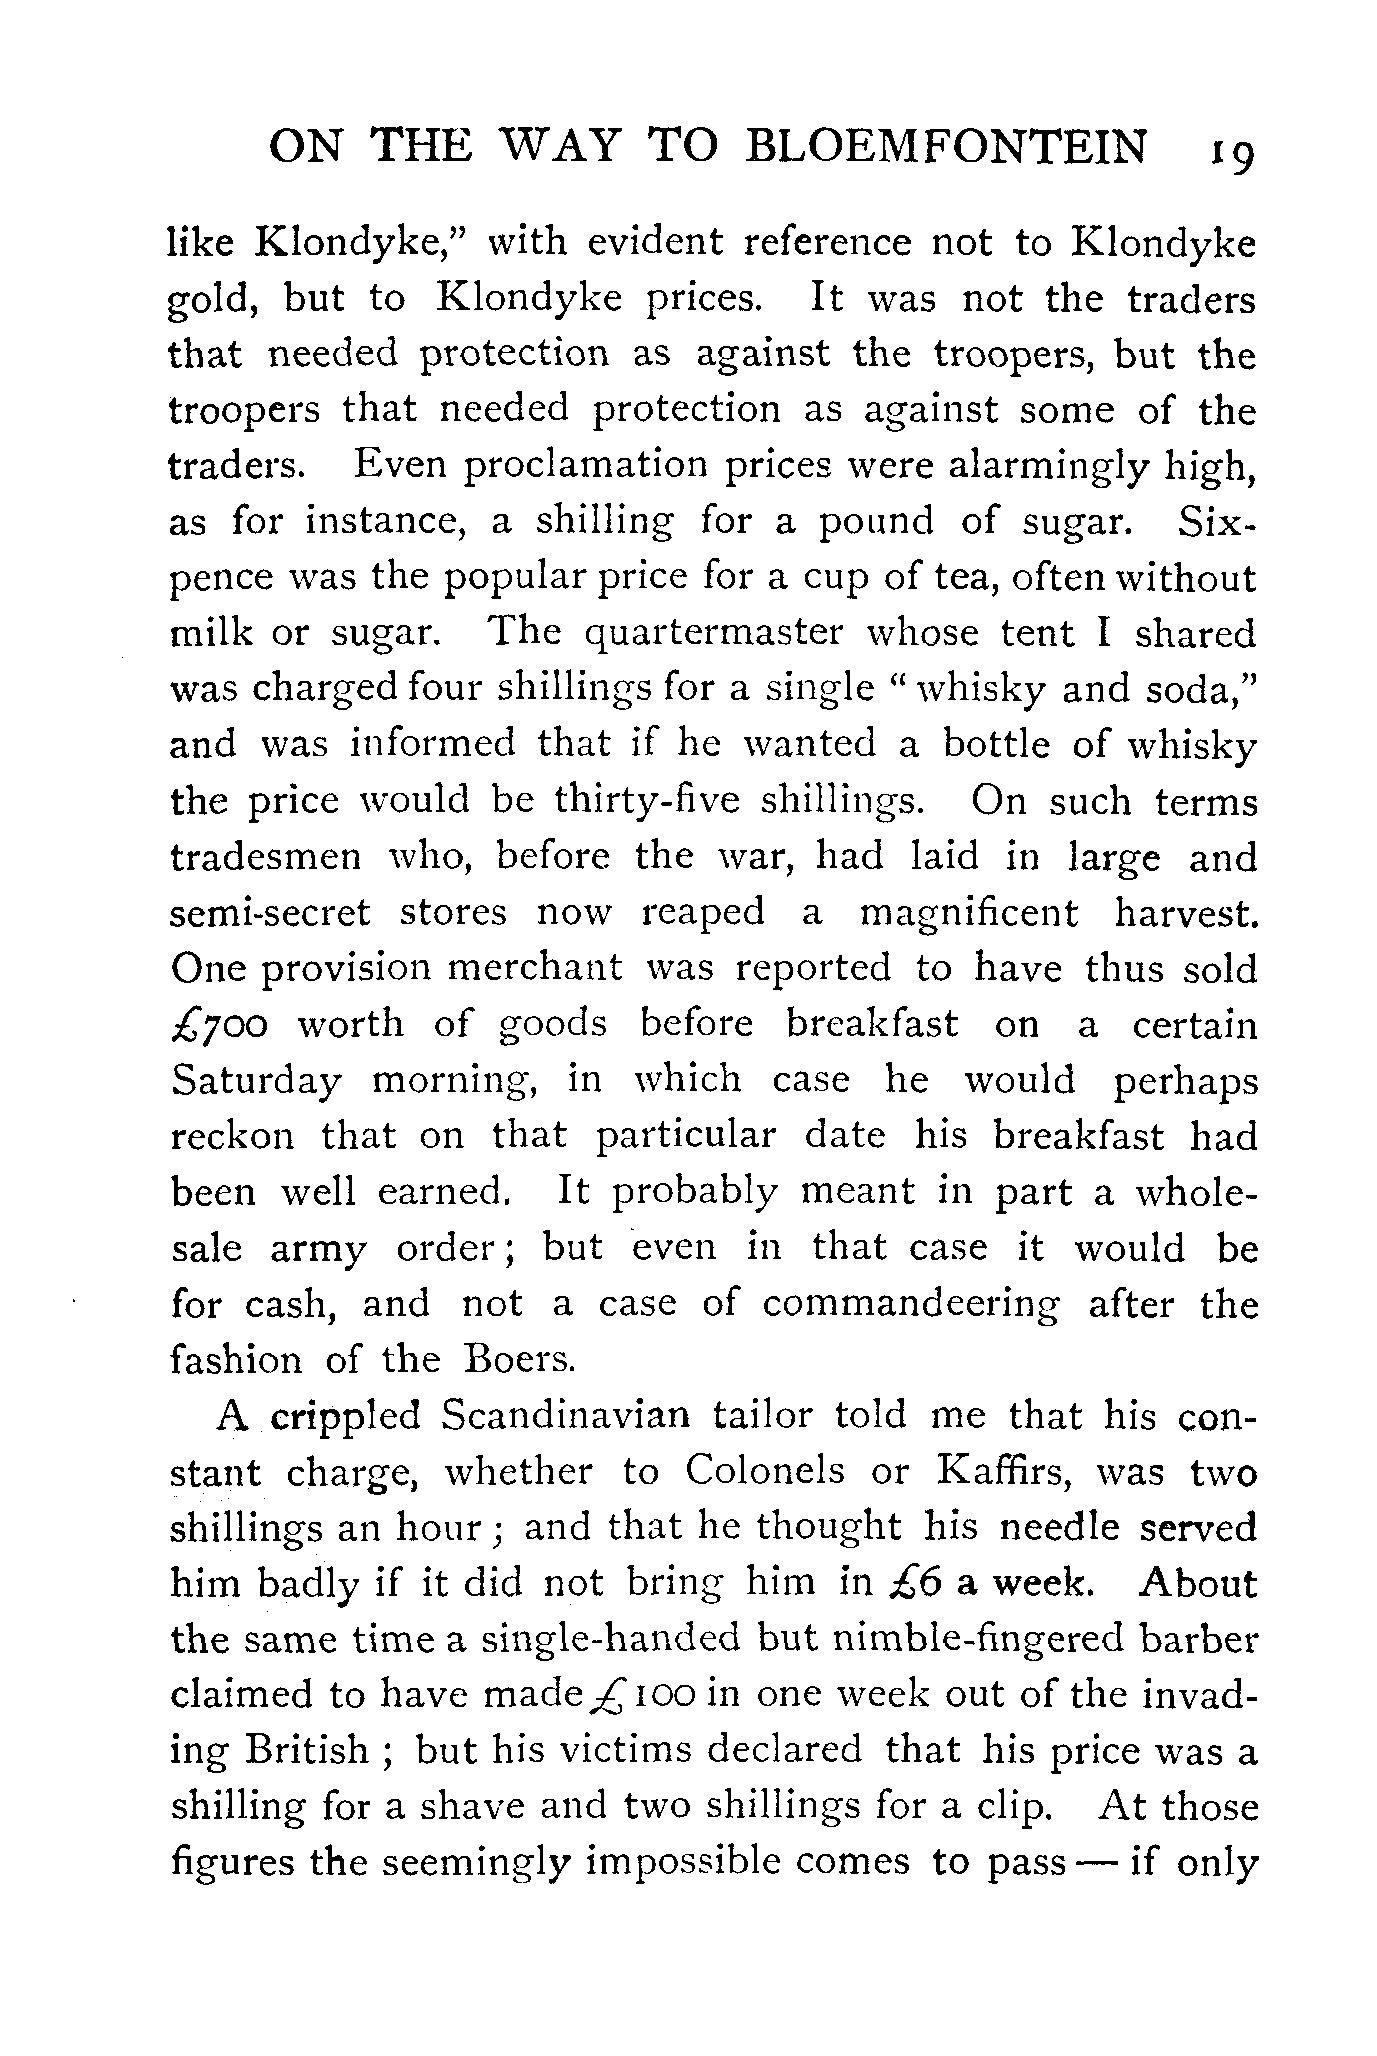 ON THE WAY TO BLOEMFONTEIN 19
like Klondyke,” with evident reference not to Klondyke
gold, but to Klondyke prices. It was not the traders
that needed protection as against the troopers, but the
troopers that needed protection as against some of the
traders. Even proclamation prices were alarmingly high,
as for instance, a shilling for a pound of sugar. Six-
pence was the popular price for a cup of tea, often without
milk or sugar. The quartermaster whose tent I shared
was charged four shillings for a single “ whisky and soda,”
and was informed that if he wanted a bottle of whisky
the price would be thirty-five shillings. On such terms
tradesmen who, before the war, had laid in large and
semi-secret stores now reaped a magnificent harvest.
One provision merchant was reported to have thus sold
£700 worth of goods before breakfast on a certain
Saturday morning, in which case he would perhaps
reckon that on that particular date his breakfast had
been well earned. It probably meant in part a whole-
sale army order ; but even in that case it would be
for cash, and not a case of commandeering after the
fashion of the Boers.
A crippled Scandinavian tailor told me that his con-
stant charge, whether to Colonels or Kaffirs, was two
shillings an hour ; and that he thought his needle served
him badly if it did not bring him in £6 a week. About
the same time a single-handed but nimble-fingered barber
claimed to have made £100 in one week out of the invad-
ing British ; but his victims declared that his price was a
shilling for a shave and two shillings for a clip. At those
figures the seemingly impossible comes to pass — if only